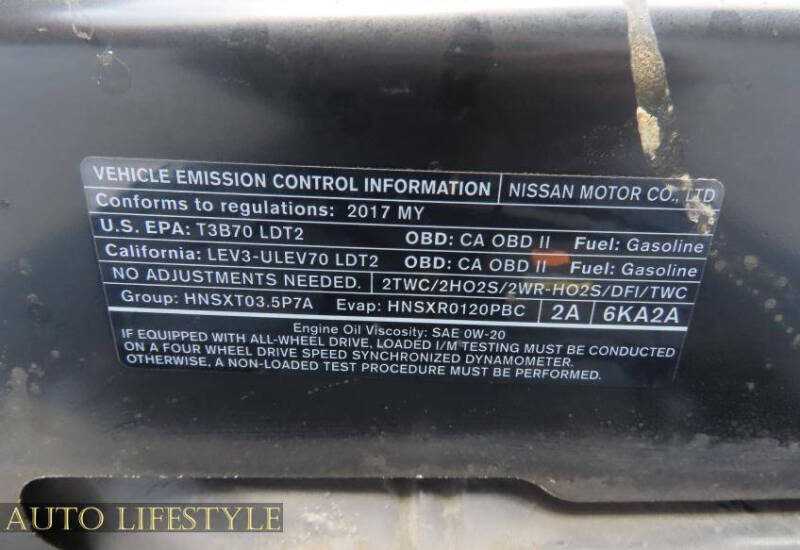 VEHICLE EMISSION CONTROL INFORMATION NISSAN MOTOR CO., LTD
Conforms to regulations: 2017 MY
U.S. EPA: T3B70 LDT2 OBD: CA OBD II Fuel: Gasoline
California: LEV3-ULEV70 LDT2 OBD: CA OBD II Fuel: Gasoline
NO ADJUSTMENTS NEEDED. 2TWC/2HO2S/2WR-HO2S/DFI/TWC
Group: HNSXT03.5P7A Evap: HNSXR0120PBC 2A 6KA2A
Engine Oil Viscosity: SAE 0W-20
IF EQUIPPED WITH ALL-WHEEL DRIVE, LOADED I/M TESTING MUST BE CONDUCTED
ON A FOUR WHEEL DRIVE SPEED SYNCHRONIZED DYNAMOMETER.
OTHERWISE, A NON-LOADED TEST PROCEDURE MUST BE PERFORMED.
AUTO LIFESTYLE